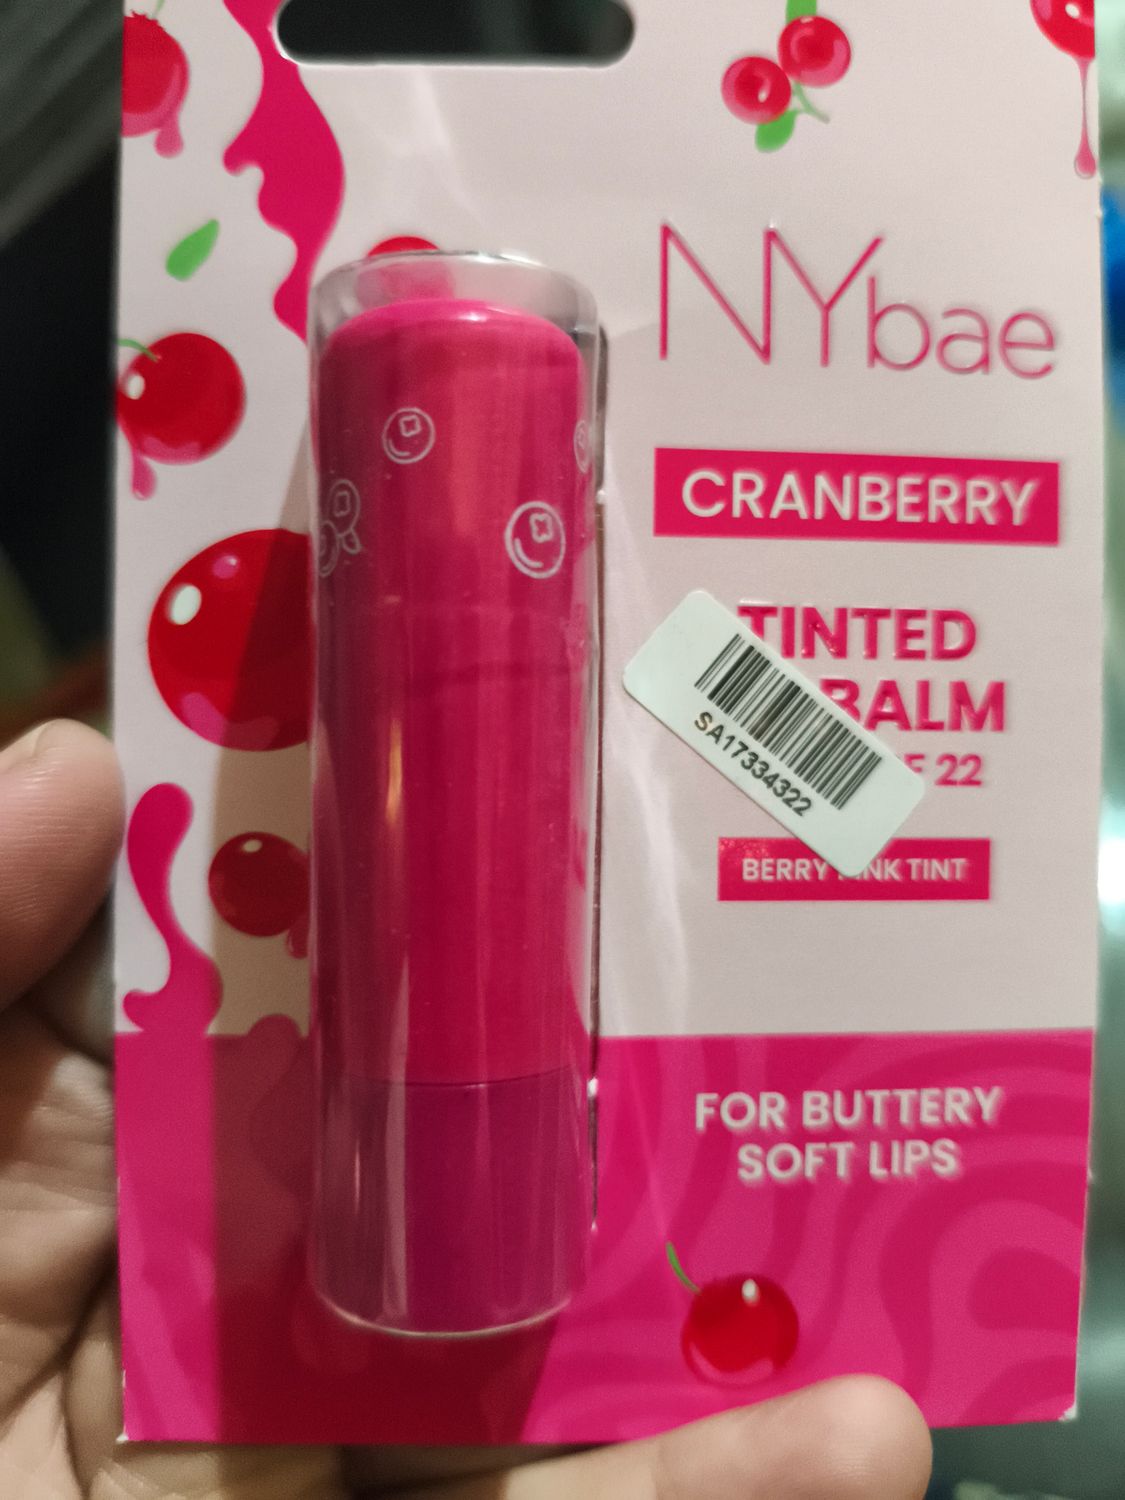 NYbae
CRANBERRY
TINTED
BALM
22
BERRY TINT
FOR BUTTERY
SOFT LIPS
SA17334322